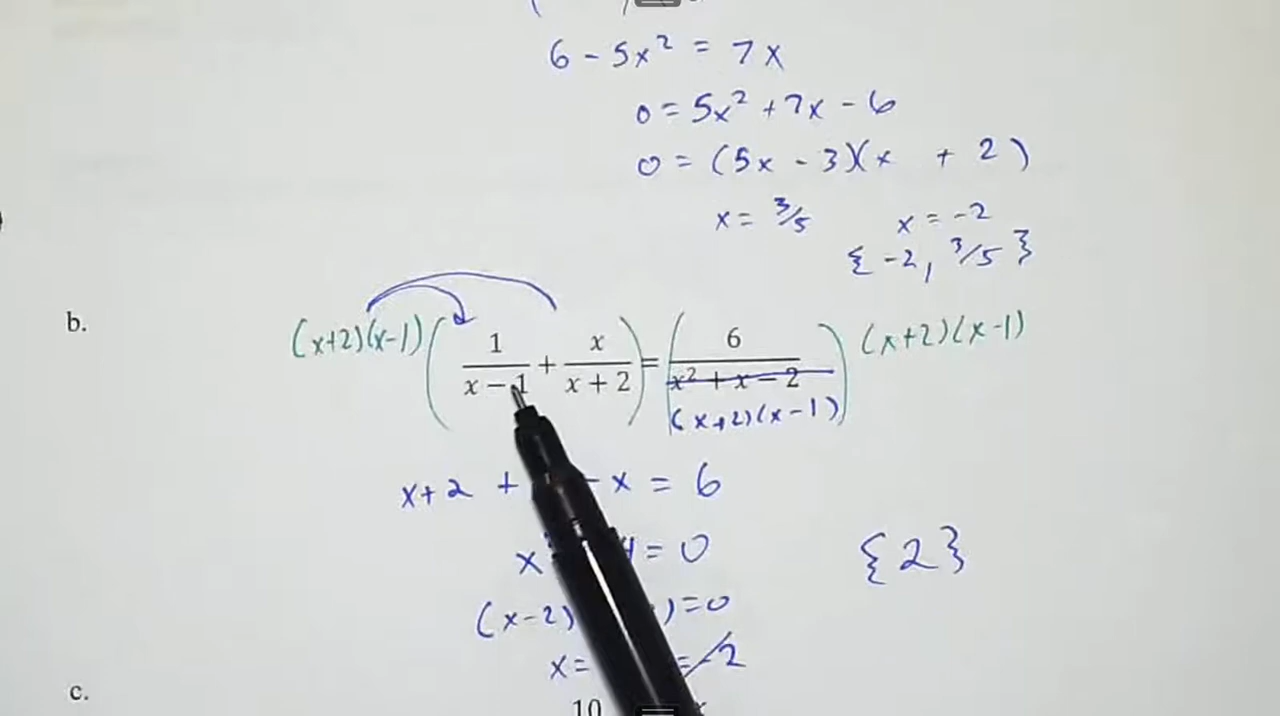 6 - 5x² = 7x
0 = 5x² + 7x - 6
0 = (5x - 3)(x + 2)
x = 3/5 x = -2
{ -2, 3/5 }
b.
(x+2)(x-1) ( 1/(x - 1) + x/(x + 2) ) = ( 6/(x² + x - 2) ) (x+2)(x-1)
(x+2)(x-1)
x+2 + - x = 6
x = 0
{2}
(x-2) ) = 0
x = = -2
c.
10